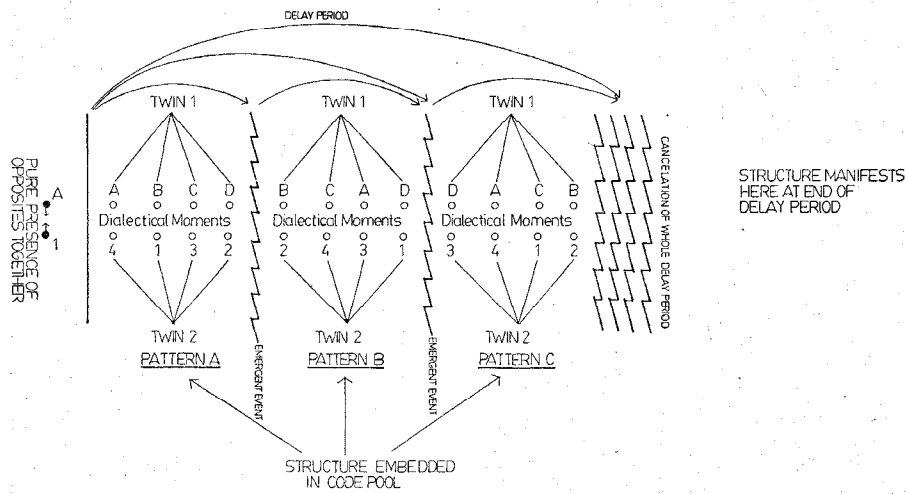 DELAY PERIOD
TWIN 1 TWIN 1 TWIN 1
PURE PRESENCE OF
OPPOSITES TOGETHER
A
1
A B C D B C A D D A C B
Dialectical Moments Dialectical Moments Dialectical Moments
4 1 3 2 2 4 3 1 3 4 1 2
TWIN 2 TWIN 2 TWIN 2
PATTERN A PATTERN B PATTERN C
EMERGENT EVENT
EMERGENT EVENT
CANCELATION OF WHOLE DELAY PERIOD
STRUCTURE MANIFESTS
HERE AT END OF
DELAY PERIOD
STRUCTURE EMBEDDED
IN CODE POOL